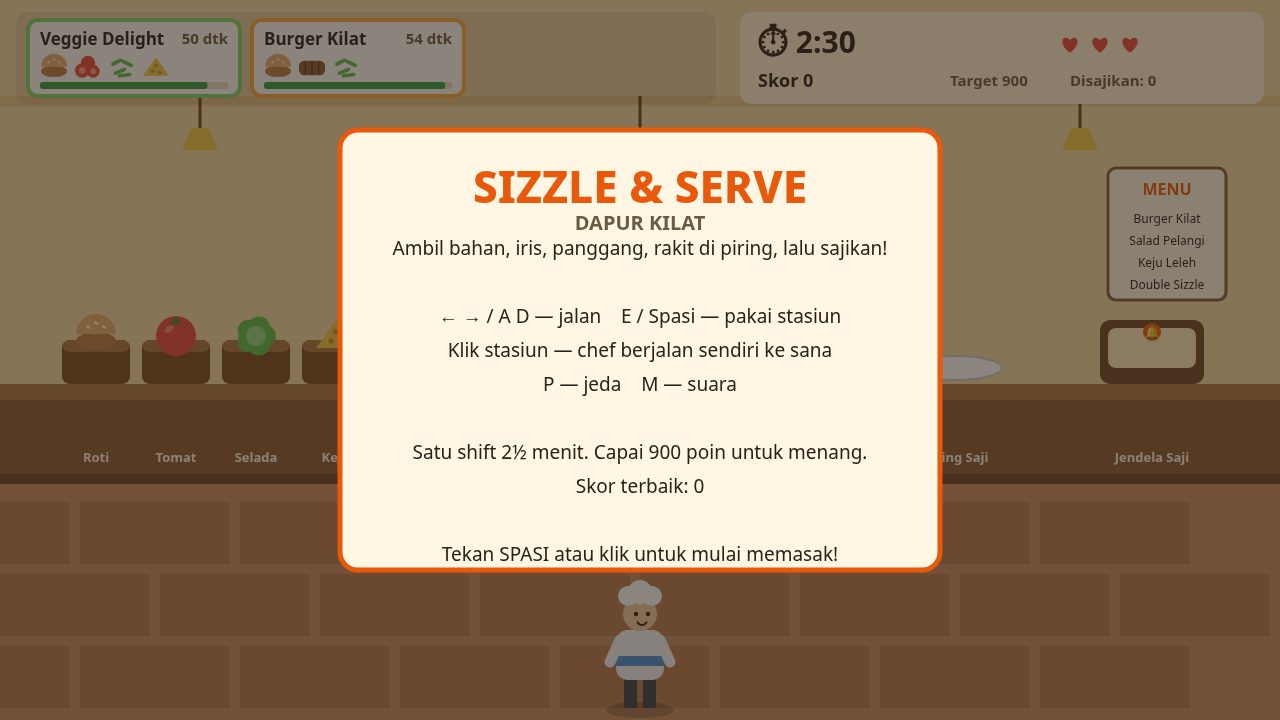 Veggie Delight 50 dtk
Burger Kilat 54 dtk
2:30
Skor 0 Target 900 Disajikan: 0
SIZZLE & SERVE
DAPUR KILAT
Ambil bahan, iris, panggang, rakit di piring, lalu sajikan!
← → / A D — jalan E / Spasi — pakai stasiun
Klik stasiun — chef berjalan sendiri ke sana
P — jeda M — suara
Satu shift 2½ menit. Capai 900 poin untuk menang.
Skor terbaik: 0
Tekan SPASI atau klik untuk mulai memasak!
MENU
Burger Kilat
Salad Pelangi
Keju Leleh
Double Sizzle
Roti Tomat Selada Saji Jendela Saji